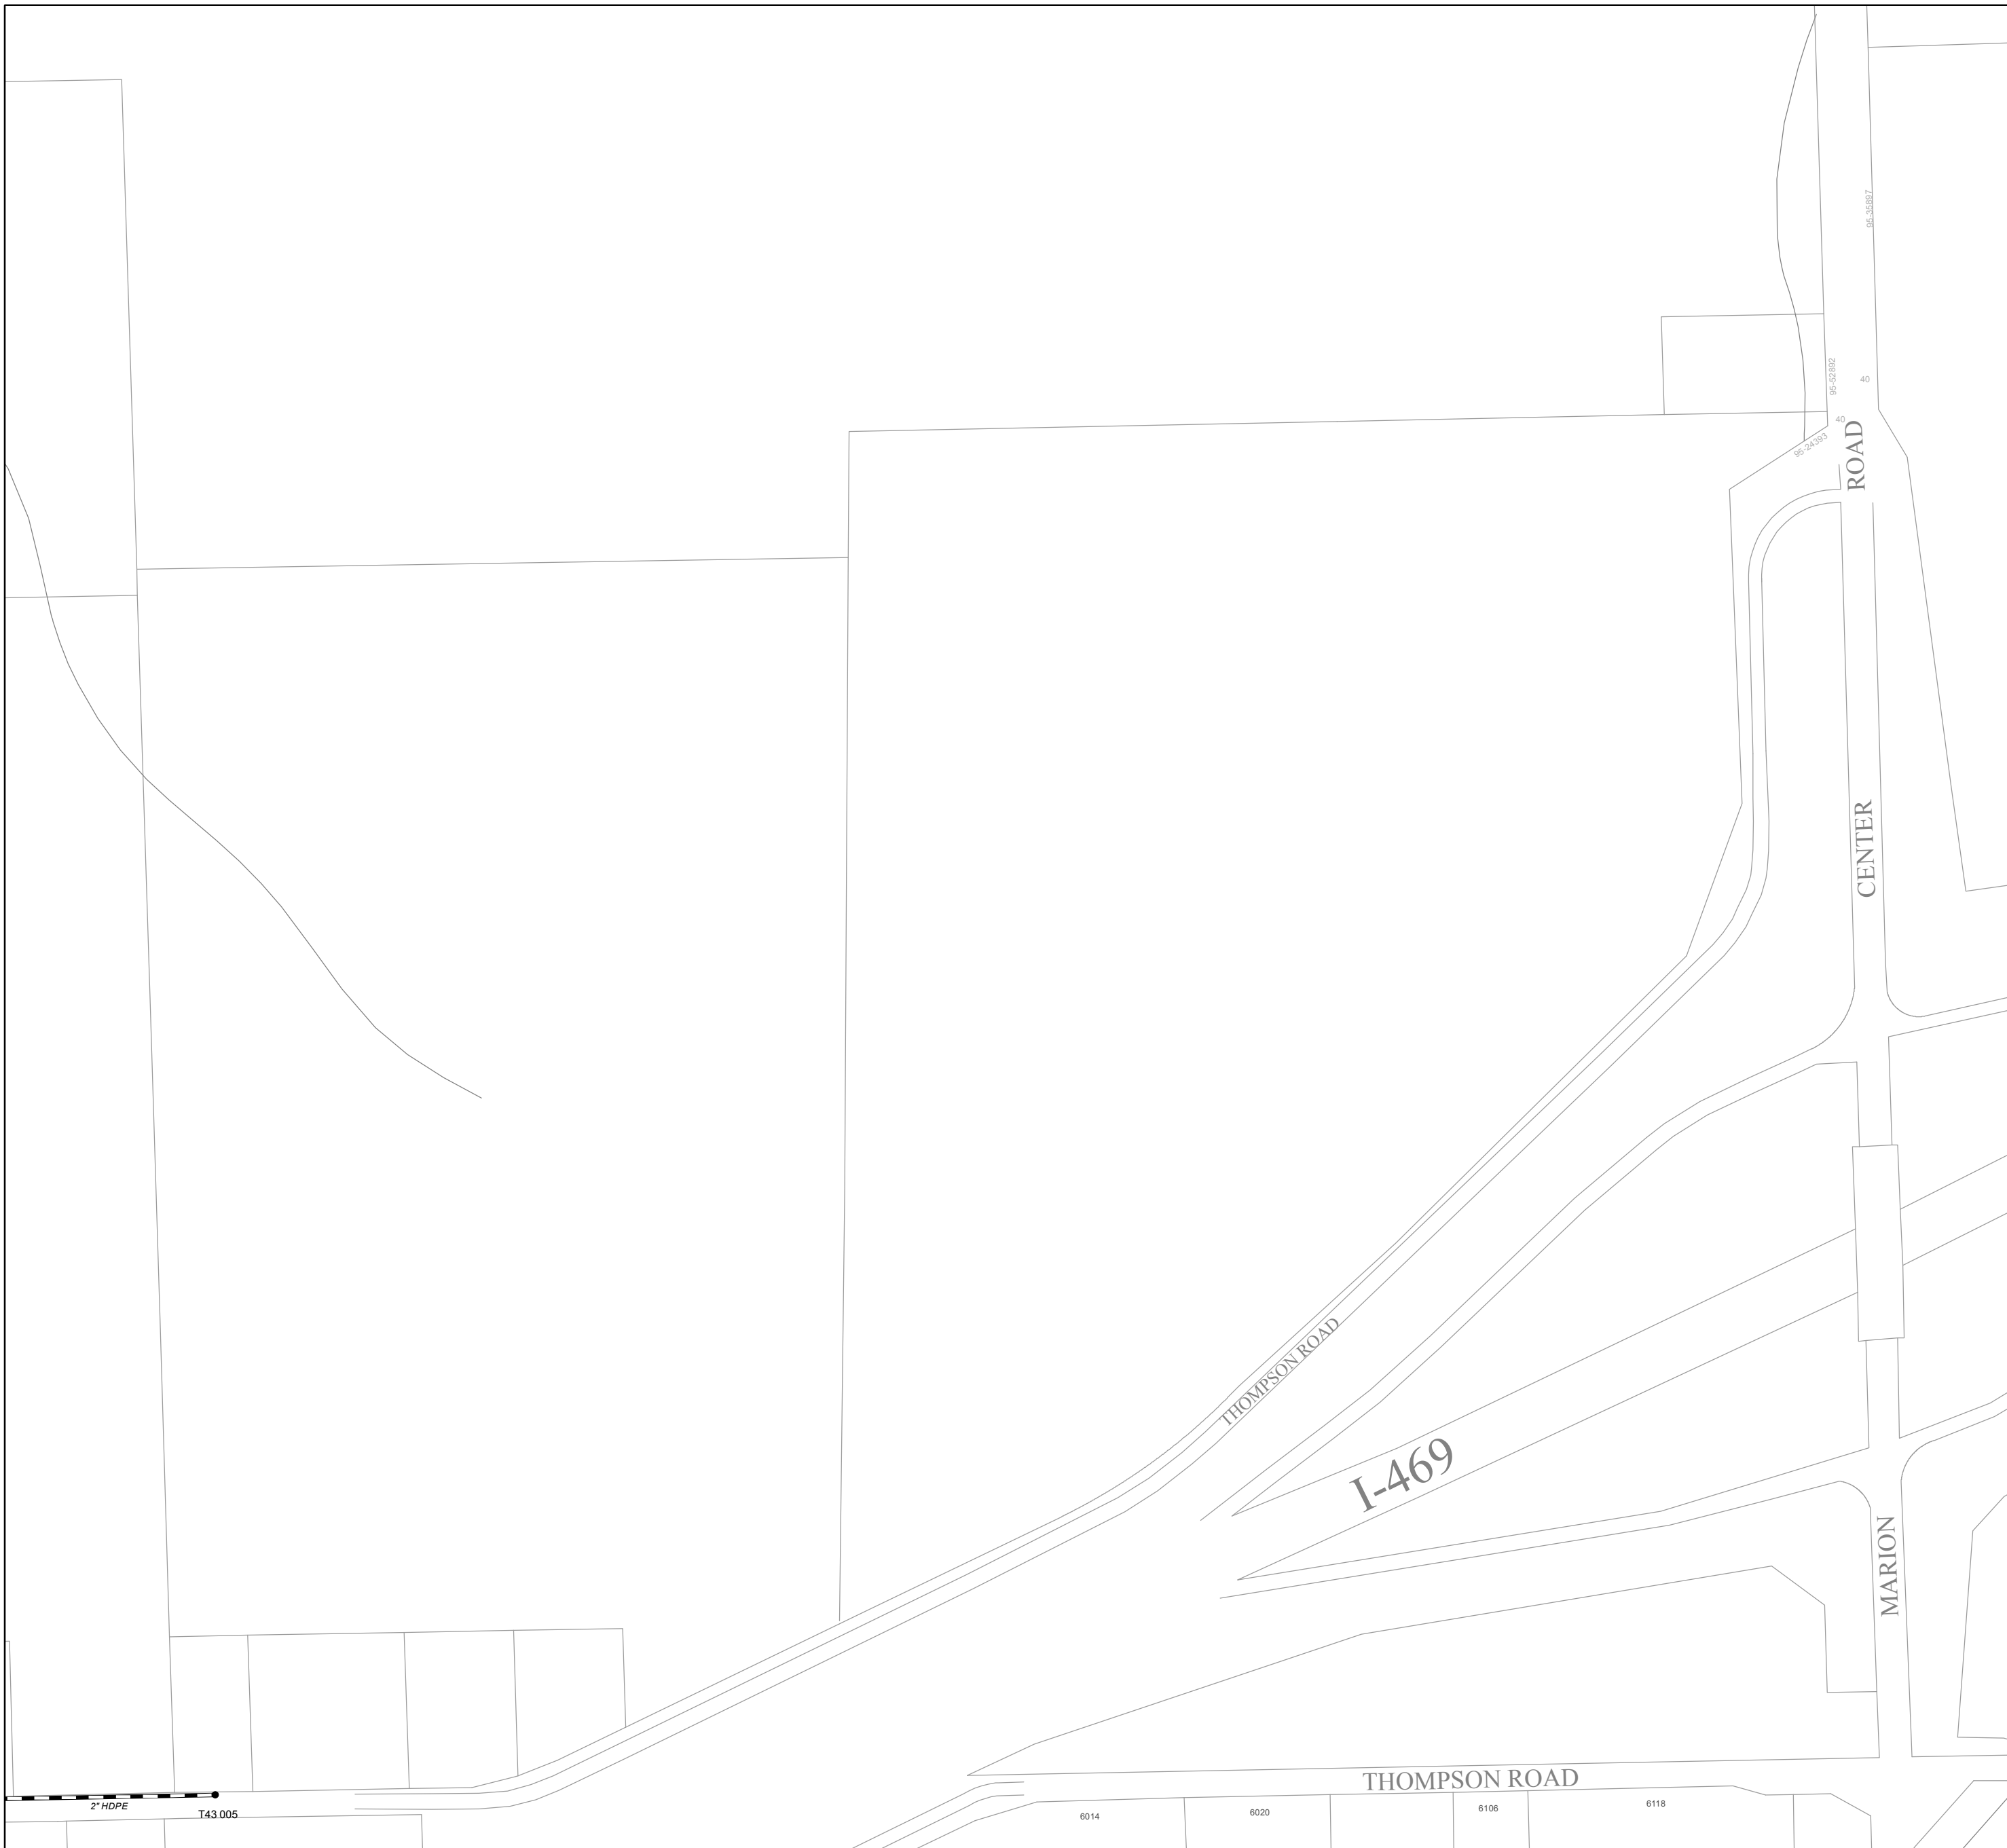 95-35897
95-52892
40
40
95-24393
ROAD
CENTER
THOMPSON ROAD
I-469
MARION
THOMPSON ROAD
2" HDPE
T43 005
6014
6020
6106
6118